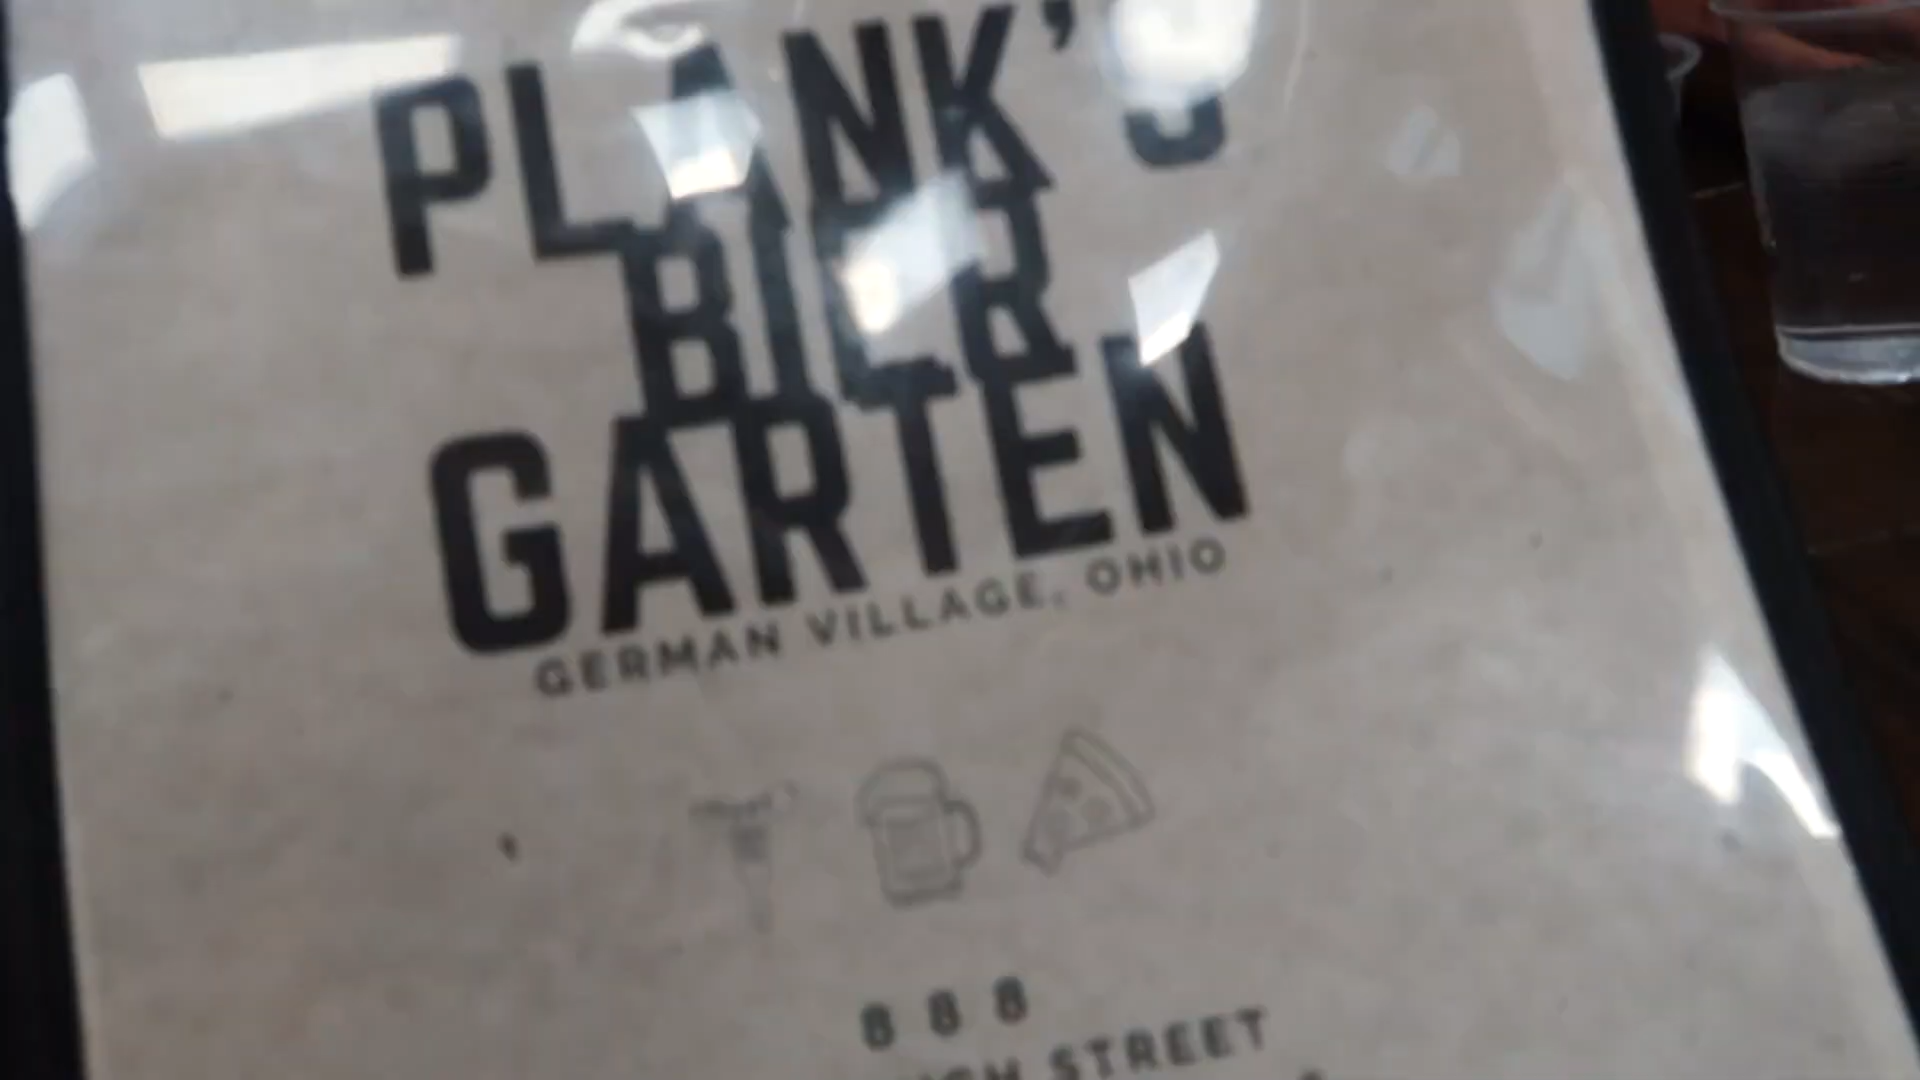 PLANK'S
BIER
GARTEN
GERMAN VILLAGE, OHIO
888
STREET